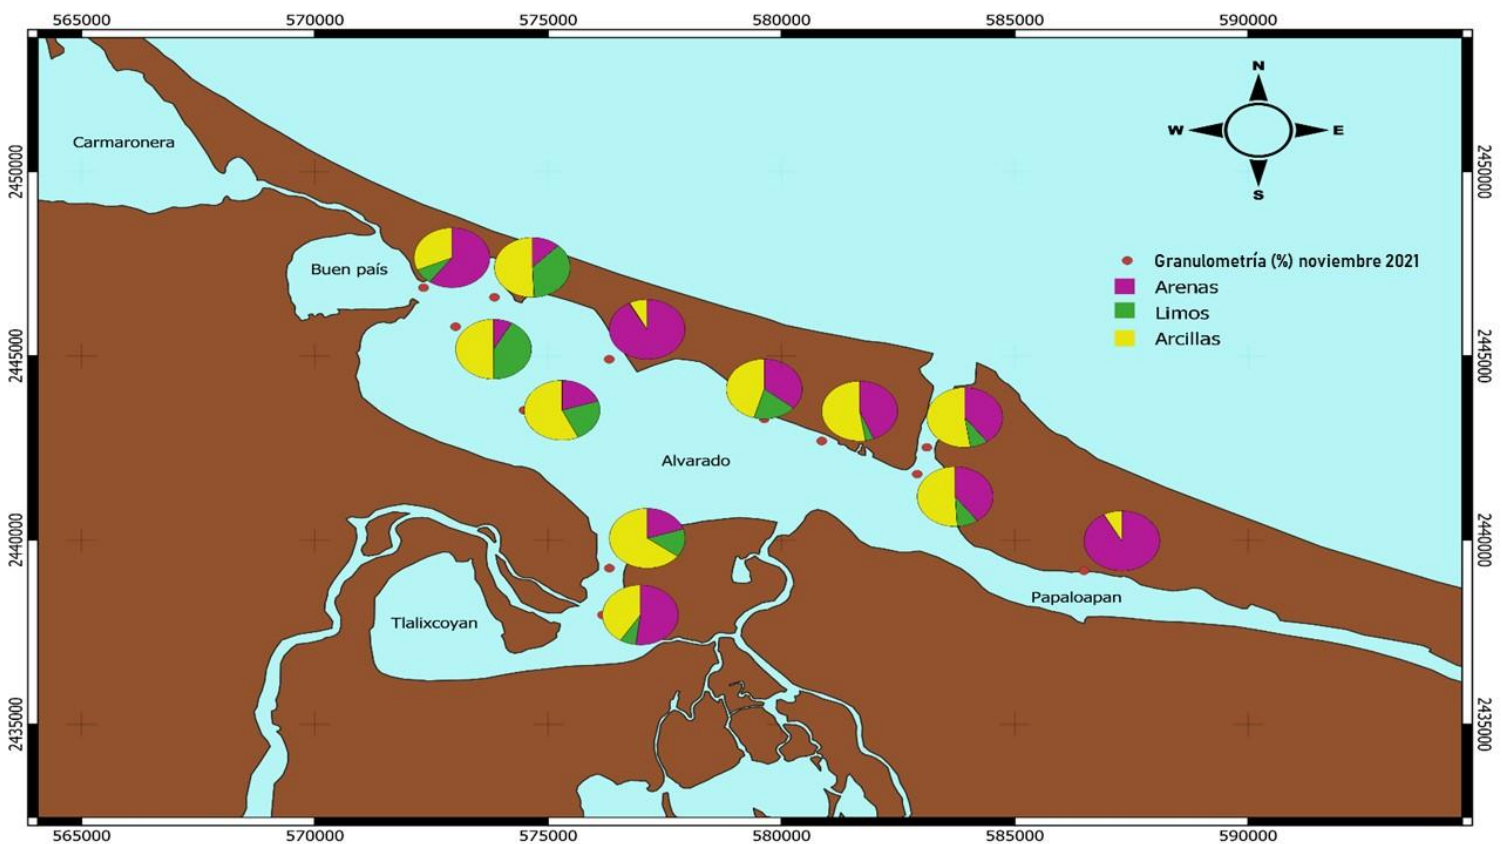 565000 570000 575000 580000 585000 590000
N
W E
S
Carmaronera
2450000 2450000
Buen país
Granulometría (%) noviembre 2021
Arenas
Limos
Arcillas
2445000 2445000
Alvarado
2440000 2440000
Papaloapan
Tlalixcoyan
2435000 2435000
565000 570000 575000 580000 585000 590000